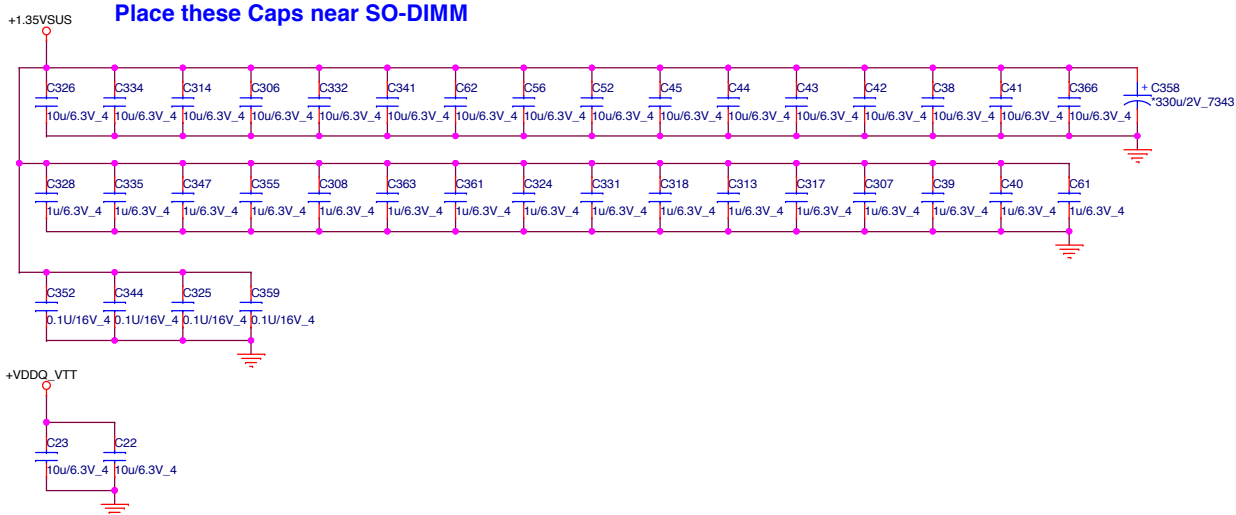 Place these Caps near SO-DIMM
+1.35VSUS
C326 C334 C314 C306 C332 C341 C62 C56 C52 C45 C44 C43 C42 C38 C41 C366 + C358
10u/6.3V_4 10u/6.3V_4 10u/6.3V_4 10u/6.3V_4 10u/6.3V_4 10u/6.3V_4 10u/6.3V_4 10u/6.3V_4 10u/6.3V_4 10u/6.3V_4 10u/6.3V_4 10u/6.3V_4 10u/6.3V_4 10u/6.3V_4 10u/6.3V_4 10u/6.3V_4 *330u/2V_7343
C328 C335 C347 C355 C308 C363 C361 C324 C331 C318 C313 C317 C307 C39 C40 C61
1u/6.3V_4 1u/6.3V_4 1u/6.3V_4 1u/6.3V_4 1u/6.3V_4 1u/6.3V_4 1u/6.3V_4 1u/6.3V_4 1u/6.3V_4 1u/6.3V_4 1u/6.3V_4 1u/6.3V_4 1u/6.3V_4 1u/6.3V_4 1u/6.3V_4 1u/6.3V_4
C352 C344 C325 C359
0.1U/16V_4 0.1U/16V_4 0.1U/16V_4 0.1U/16V_4
+VDDQ_VTT
C23 C22
10u/6.3V_4 10u/6.3V_4